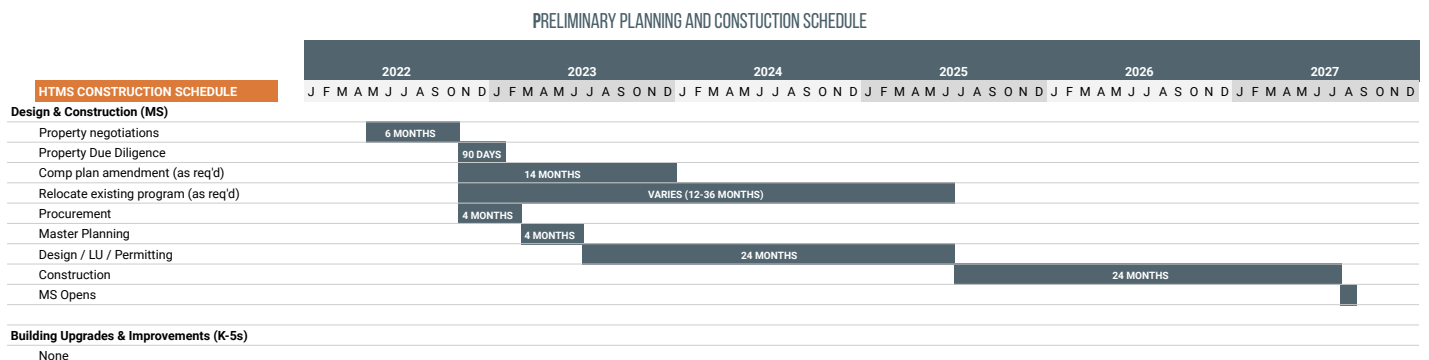 PRELIMINARY PLANNING AND CONSTUCTION SCHEDULE
2022 2023 2024 2025 2026 2027
HTMS CONSTRUCTION SCHEDULE J F M A M J J A S O N D J F M A M J J A S O N D J F M A M J J A S O N D J F M A M J J A S O N D J F M A M J J A S O N D J F M A M J J A S O N D
Design & Construction (MS)
Property negotiations 6 MONTHS
Property Due Diligence 90 DAYS
Comp plan amendment (as req'd) 14 MONTHS
Relocate existing program (as req'd) VARIES (12-36 MONTHS)
Procurement 4 MONTHS
Master Planning 4 MONTHS
Design / LU / Permitting 24 MONTHS
Construction 24 MONTHS
MS Opens
Building Upgrades & Improvements (K-5s)
None